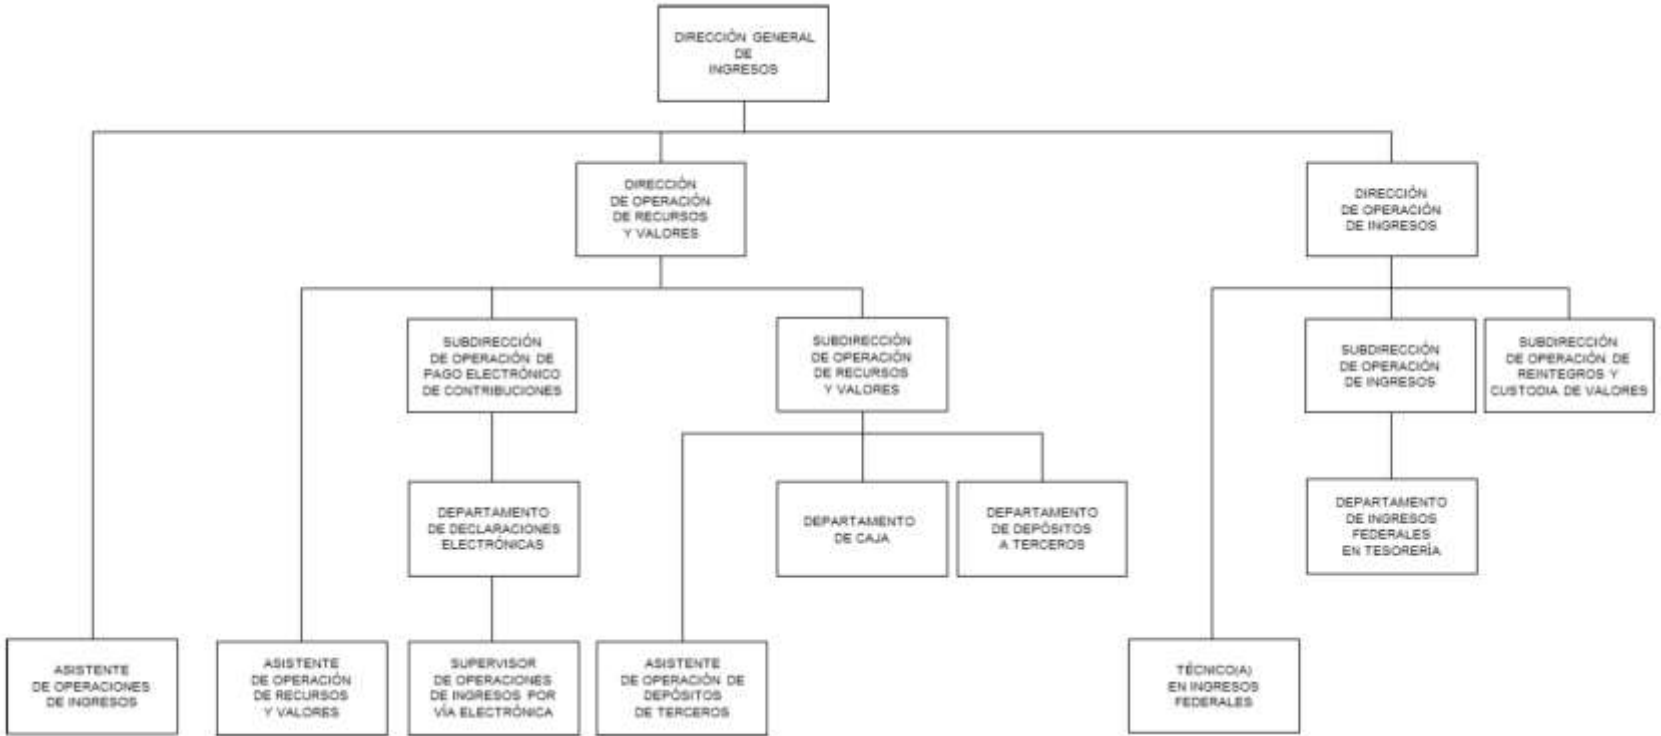 DIRECCIÓN GENERAL
DE
INGRESOS
DIRECCIÓN
DE OPERACIÓN
DE RECURSOS
Y VALORES
DIRECCIÓN
DE OPERACIÓN
DE INGRESOS
SUBDIRECCIÓN
DE OPERACIÓN DE
PAGO ELECTRÓNICO
DE CONTRIBUCIONES
SUBDIRECCIÓN
DE OPERACIÓN
DE RECURSOS
Y VALORES
SUBDIRECCIÓN
DE OPERACIÓN
DE INGRESOS
SUBDIRECCIÓN
DE OPERACIÓN DE
REINTEGROS Y
CUSTODIA DE VALORES
DEPARTAMENTO
DE DECLARACIONES
ELECTRÓNICAS
DEPARTAMENTO
DE CAJA
DEPARTAMENTO
DE DEPÓSITOS
A TERCEROS
DEPARTAMENTO
DE INGRESOS
FEDERALES
EN TESORERÍA
ASISTENTE
DE OPERACIONES
DE INGRESOS
ASISTENTE
DE OPERACIÓN
DE RECURSOS
Y VALORES
SUPERVISOR
DE OPERACIONES
DE INGRESOS POR
VÍA ELECTRÓNICA
ASISTENTE
DE OPERACIÓN DE
DEPÓSITOS
DE TERCEROS
TÉCNICO(A)
EN INGRESOS
FEDERALES